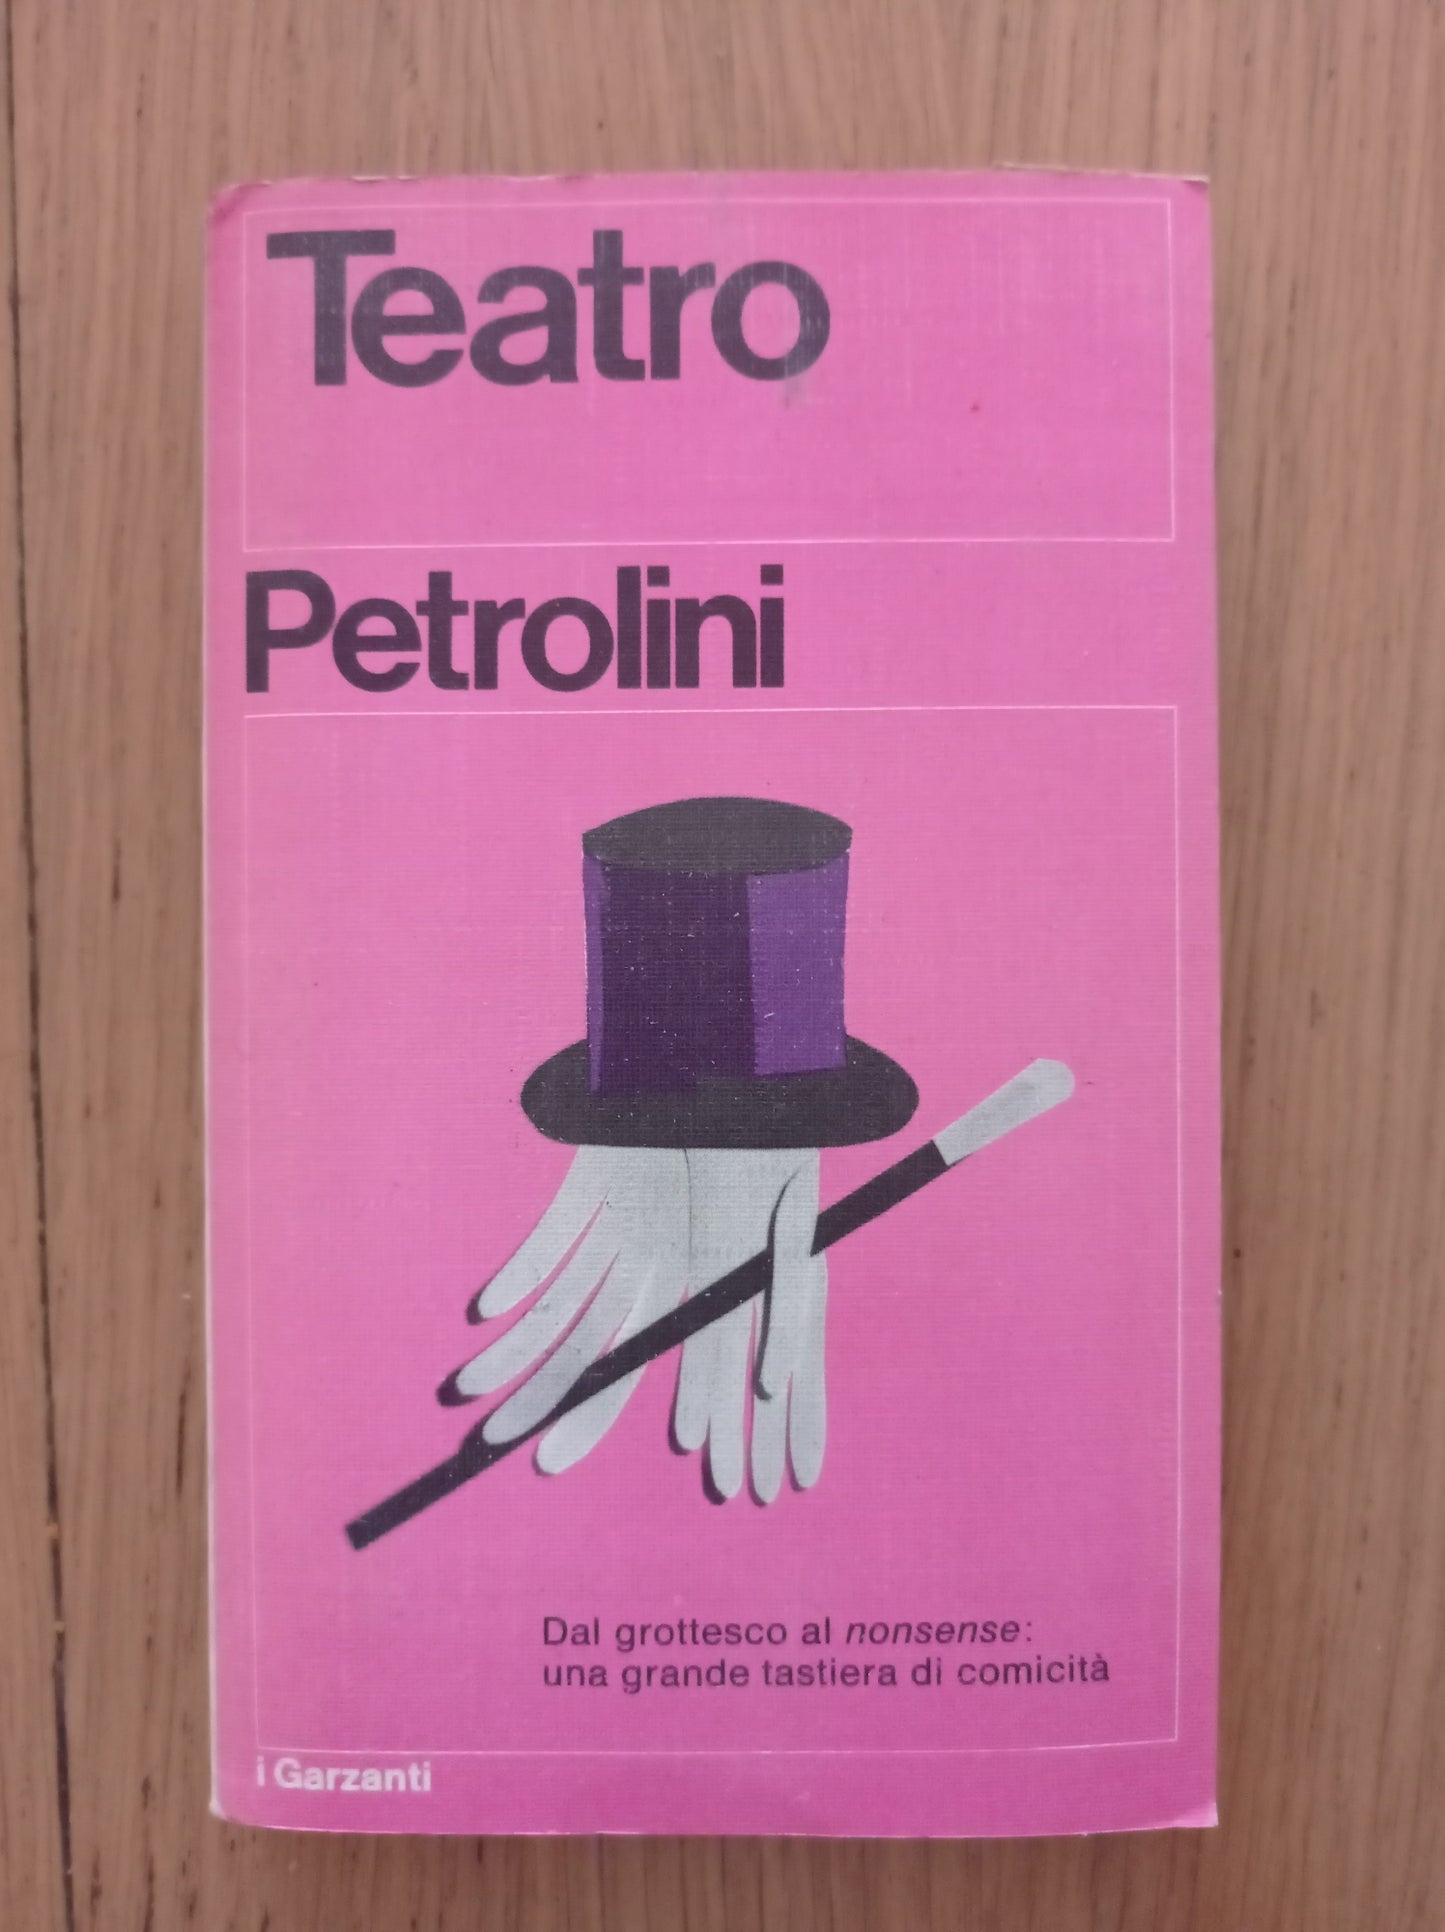 Teatro
Petrolini
Dal grottesco al nonsense:
una grande tastiera di comicità
i Garzanti